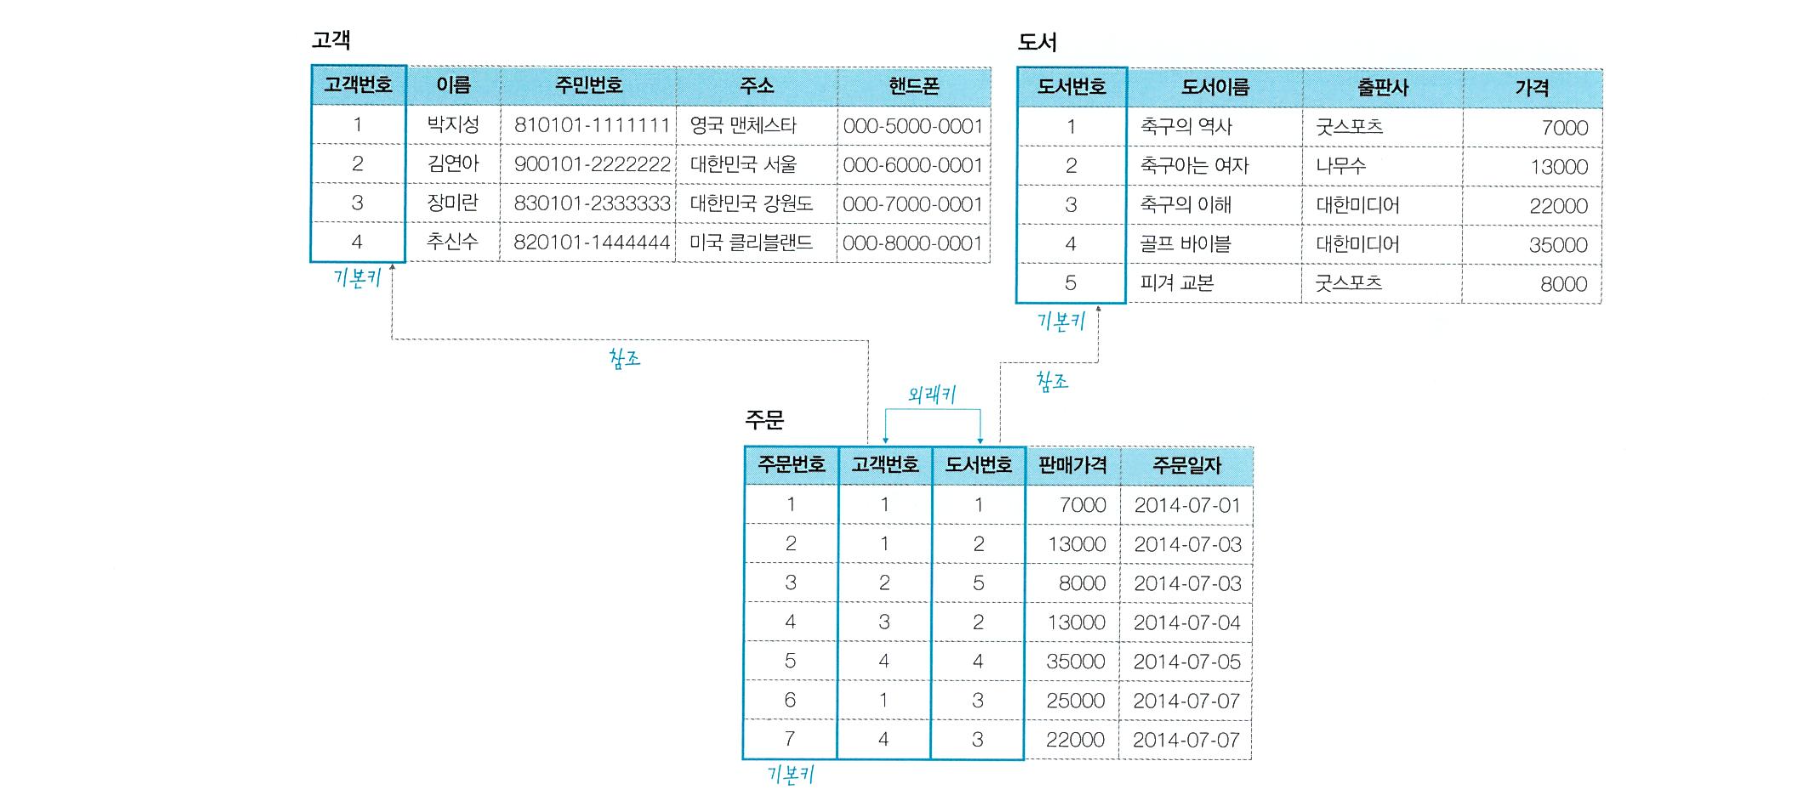 고객
고객번호 이름 주민번호 주소 핸드폰
1 박지성 810101-1111111 영국 맨체스타 000-5000-0001
2 김연아 900101-2222222 대한민국 서울 000-6000-0001
3 장미란 830101-2333333 대한민국 강원도 000-7000-0001
4 추신수 820101-1444444 미국 클리블랜드 000-8000-0001
기본키
도서
도서번호 도서이름 출판사 가격
1 축구의 역사 굿스포츠 7000
2 축구아는 여자 나무수 13000
3 축구의 이해 대한미디어 22000
4 골프 바이블 대한미디어 35000
5 피겨 교본 굿스포츠 8000
기본키
참조
참조
외래키
주문
주문번호 고객번호 도서번호 판매가격 주문일자
1 1 1 7000 2014-07-01
2 1 2 13000 2014-07-03
3 2 5 8000 2014-07-03
4 3 2 13000 2014-07-04
5 4 4 35000 2014-07-05
6 1 3 25000 2014-07-07
7 4 3 22000 2014-07-07
기본키